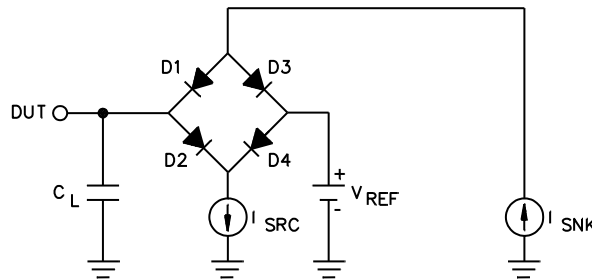 D1
D3
DUT
D2
D4
C L
+
V REF
-
I SRC
I SNK